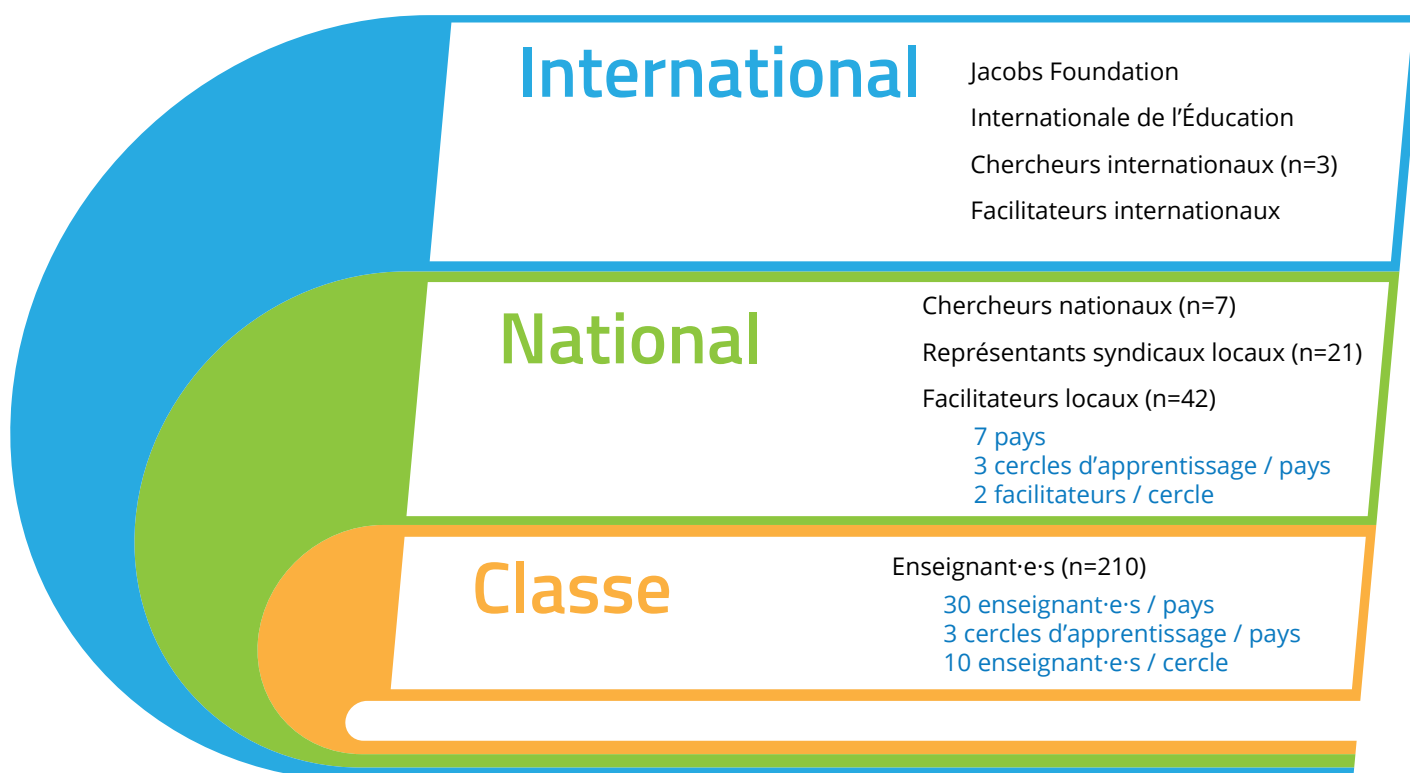 International
Jacobs Foundation
Internationale de l’Éducation
Chercheurs internationaux (n=3)
Facilitateurs internationaux
National
Chercheurs nationaux (n=7)
Représentants syndicaux locaux (n=21)
Facilitateurs locaux (n=42)
7 pays
3 cercles d’apprentissage / pays
2 facilitateurs / cercle
Classe
Enseignant·e·s (n=210)
30 enseignant·e·s / pays
3 cercles d’apprentissage / pays
10 enseignant·e·s / cercle